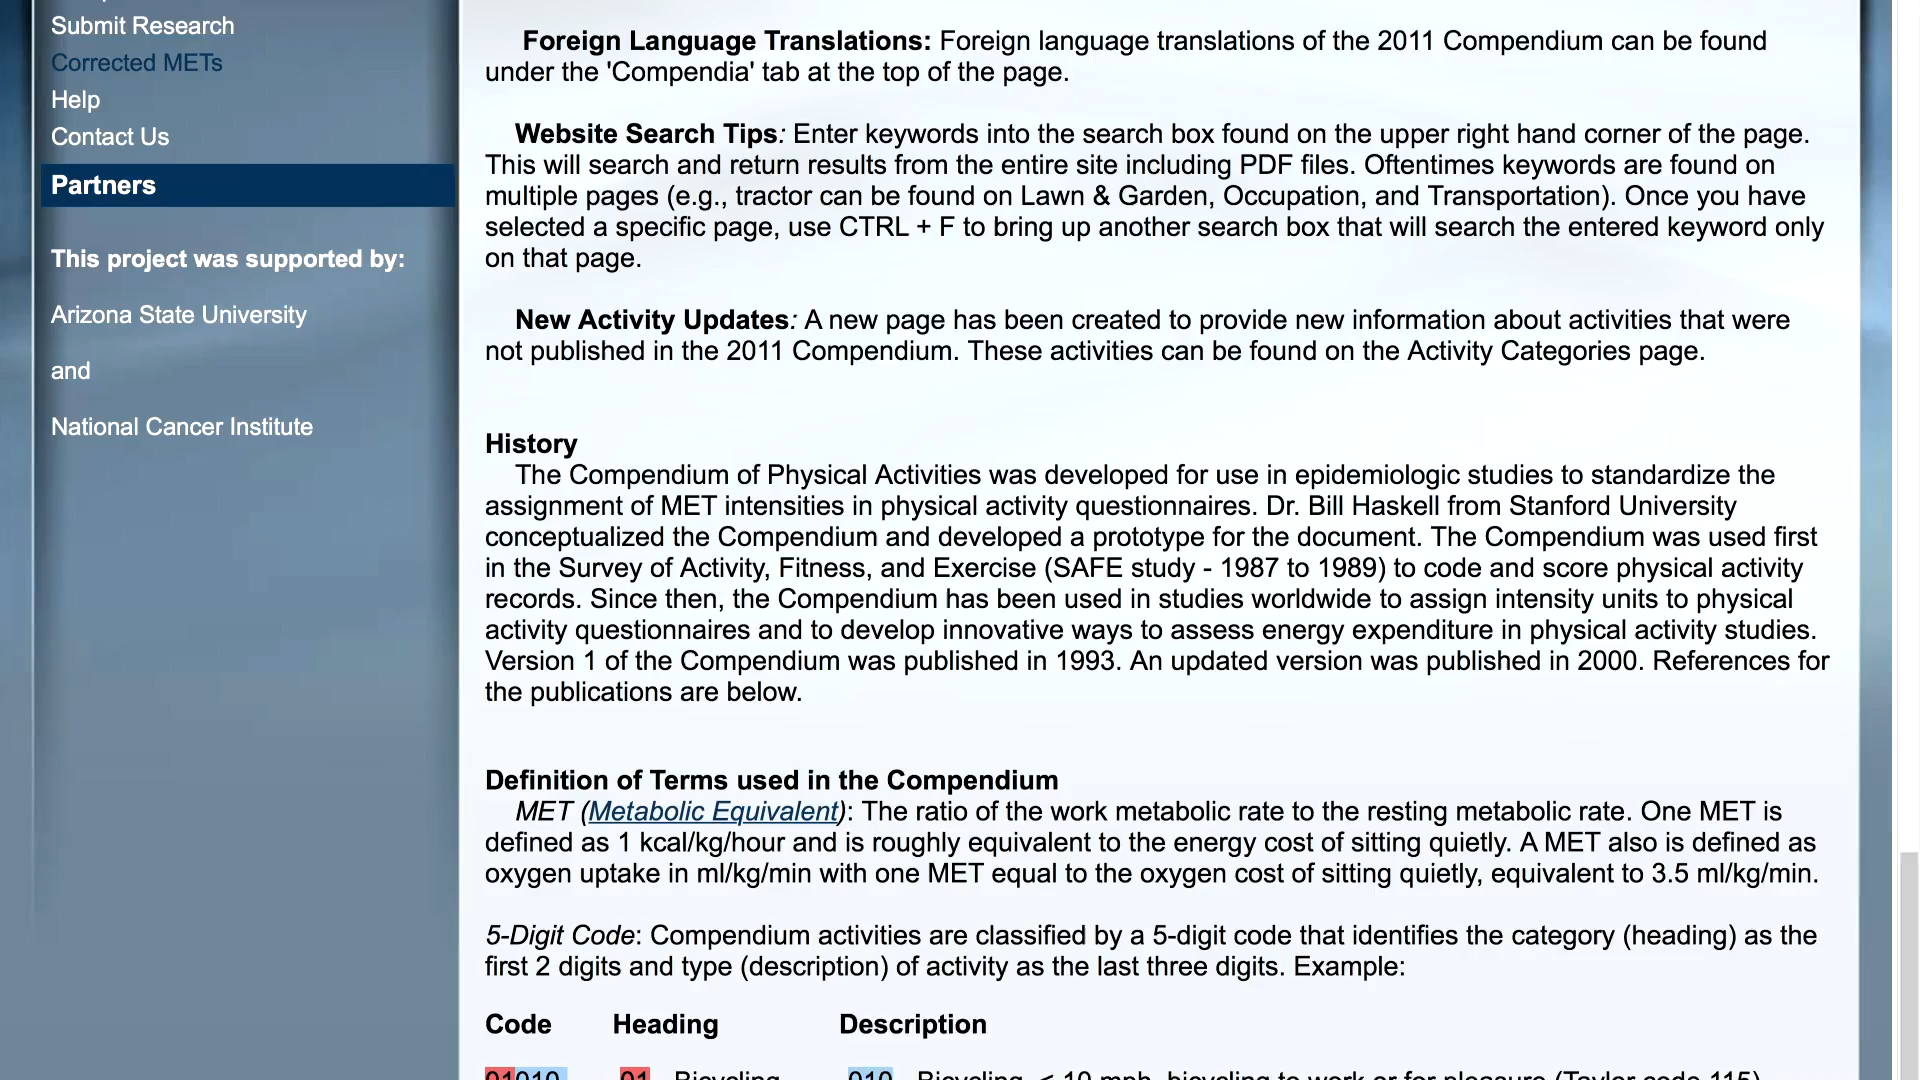 Submit Research
Corrected METs
Help
Contact Us
Partners
This project was supported by:
Arizona State University
and
National Cancer Institute
Foreign Language Translations: Foreign language translations of the 2011 Compendium can be found
under the 'Compendia' tab at the top of the page.
Website Search Tips: Enter keywords into the search box found on the upper right hand corner of the page.
This will search and return results from the entire site including PDF files. Oftentimes keywords are found on
multiple pages (e.g., tractor can be found on Lawn & Garden, Occupation, and Transportation). Once you have
selected a specific page, use CTRL + F to bring up another search box that will search the entered keyword only
on that page.
New Activity Updates: A new page has been created to provide new information about activities that were
not published in the 2011 Compendium. These activities can be found on the Activity Categories page.
History
The Compendium of Physical Activities was developed for use in epidemiologic studies to standardize the
assignment of MET intensities in physical activity questionnaires. Dr. Bill Haskell from Stanford University
conceptualized the Compendium and developed a prototype for the document. The Compendium was used first
in the Survey of Activity, Fitness, and Exercise (SAFE study - 1987 to 1989) to code and score physical activity
records. Since then, the Compendium has been used in studies worldwide to assign intensity units to physical
activity questionnaires and to develop innovative ways to assess energy expenditure in physical activity studies.
Version 1 of the Compendium was published in 1993. An updated version was published in 2000. References for
the publications are below.
Definition of Terms used in the Compendium
MET (Metabolic Equivalent): The ratio of the work metabolic rate to the resting metabolic rate. One MET is
defined as 1 kcal/kg/hour and is roughly equivalent to the energy cost of sitting quietly. A MET also is defined as
oxygen uptake in ml/kg/min with one MET equal to the oxygen cost of sitting quietly, equivalent to 3.5 ml/kg/min.
5-Digit Code: Compendium activities are classified by a 5-digit code that identifies the category (heading) as the
first 2 digits and type (description) of activity as the last three digits. Example:
Code Heading Description
01010 01 Bicycling 010 Bicycling, < 10 mph, bicycling to work or for pleasure (Taylor code 115)